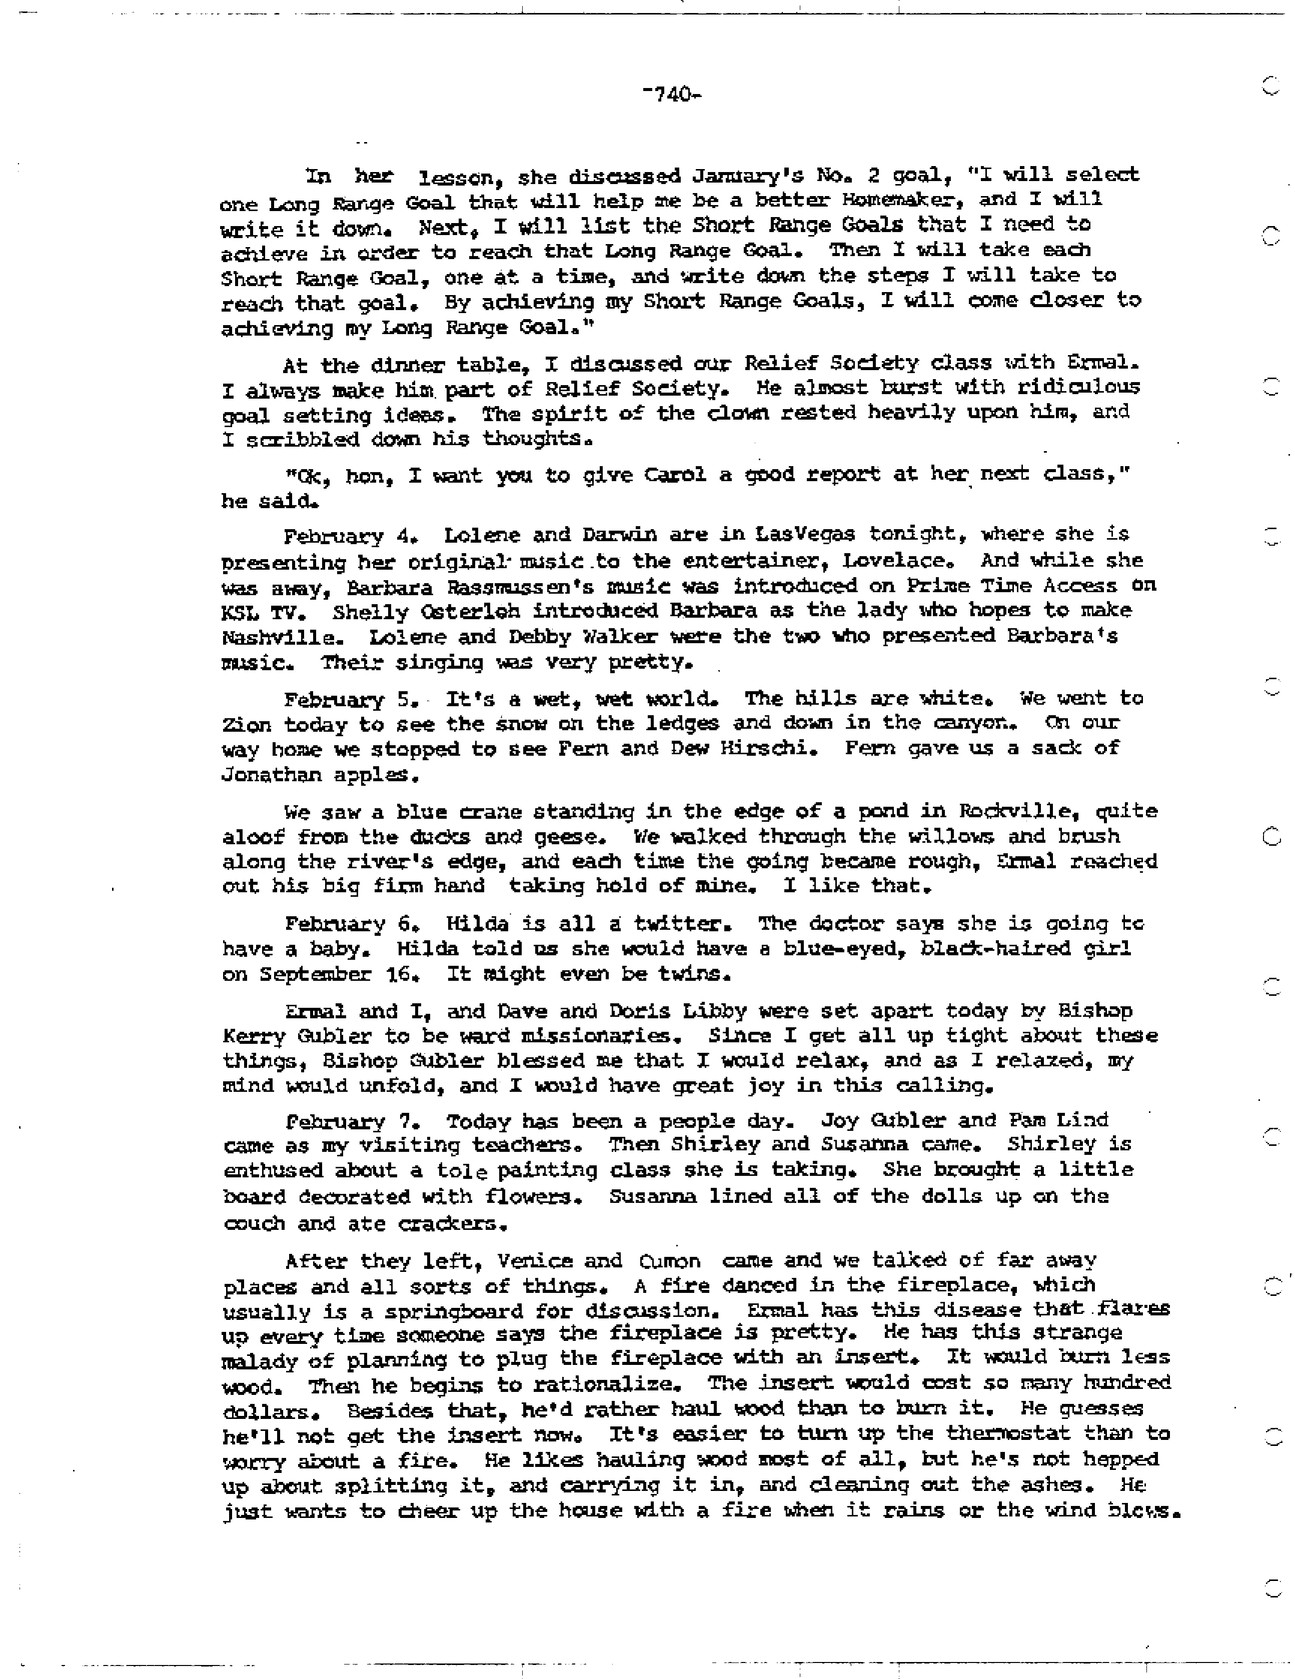 -740-
In her lesson, she discussed January's No. 2 goal, "I will select
one Long Range Goal that will help me be a better Homemaker, and I will
write it down. Next, I will list the Short Range Goals that I need to
achieve in order to reach that Long Range Goal. Then I will take each
Short Range Goal, one at a time, and write down the steps I will take to
reach that goal. By achieving my Short Range Goals, I will come closer to
achieving my Long Range Goal."
At the dinner table, I discussed our Relief Society class with Ermal.
I always make him part of Relief Society. He almost burst with ridiculous
goal setting ideas. The spirit of the clown rested heavily upon him, and
I scribbled down his thoughts.
"Ok, hon, I want you to give Carol a good report at her next class,"
he said.
February 4. Lolene and Darwin are in LasVegas tonight, where she is
presenting her original music to the entertainer, Lovelace. And while she
was away, Barbara Rassmussen's music was introduced on Prime Time Access on
KSL TV. Shelly Osterloh introduced Barbara as the lady who hopes to make
Nashville. Lolene and Debby Walker were the two who presented Barbara's
music. Their singing was very pretty.
February 5. It's a wet, wet world. The hills are white. We went to
Zion today to see the snow on the ledges and down in the canyon. On our
way home we stopped to see Fern and Dew Hirschi. Fern gave us a sack of
Jonathan apples.
We saw a blue crane standing in the edge of a pond in Rockville, quite
aloof from the ducks and geese. We walked through the willows and brush
along the river's edge, and each time the going became rough, Ermal reached
out his big firm hand taking hold of mine. I like that.
February 6. Hilda is all a twitter. The doctor says she is going to
have a baby. Hilda told us she would have a blue-eyed, black-haired girl
on September 16. It might even be twins.
Ermal and I, and Dave and Doris Libby were set apart today by Bishop
Kerry Gubler to be ward missionaries. Since I get all up tight about these
things, Bishop Gubler blessed me that I would relax, and as I relaxed, my
mind would unfold, and I would have great joy in this calling.
February 7. Today has been a people day. Joy Gubler and Pam Lind
came as my visiting teachers. Then Shirley and Susanna came. Shirley is
enthused about a tole painting class she is taking. She brought a little
board decorated with flowers. Susanna lined all of the dolls up on the
couch and ate crackers.
After they left, Venice and Cumon came and we talked of far away
places and all sorts of things. A fire danced in the fireplace, which
usually is a springboard for discussion. Ermal has this disease that flares
up every time someone says the fireplace is pretty. He has this strange
malady of planning to plug the fireplace with an insert. It would burn less
wood. Then he begins to rationalize. The insert would cost so many hundred
dollars. Besides that, he'd rather haul wood than to burn it. He guesses
he'll not get the insert now. It's easier to turn up the thermostat than to
worry about a fire. He likes hauling wood most of all, but he's not hepped
up about splitting it, and carrying it in, and cleaning out the ashes. He
just wants to cheer up the house with a fire when it rains or the wind blows.